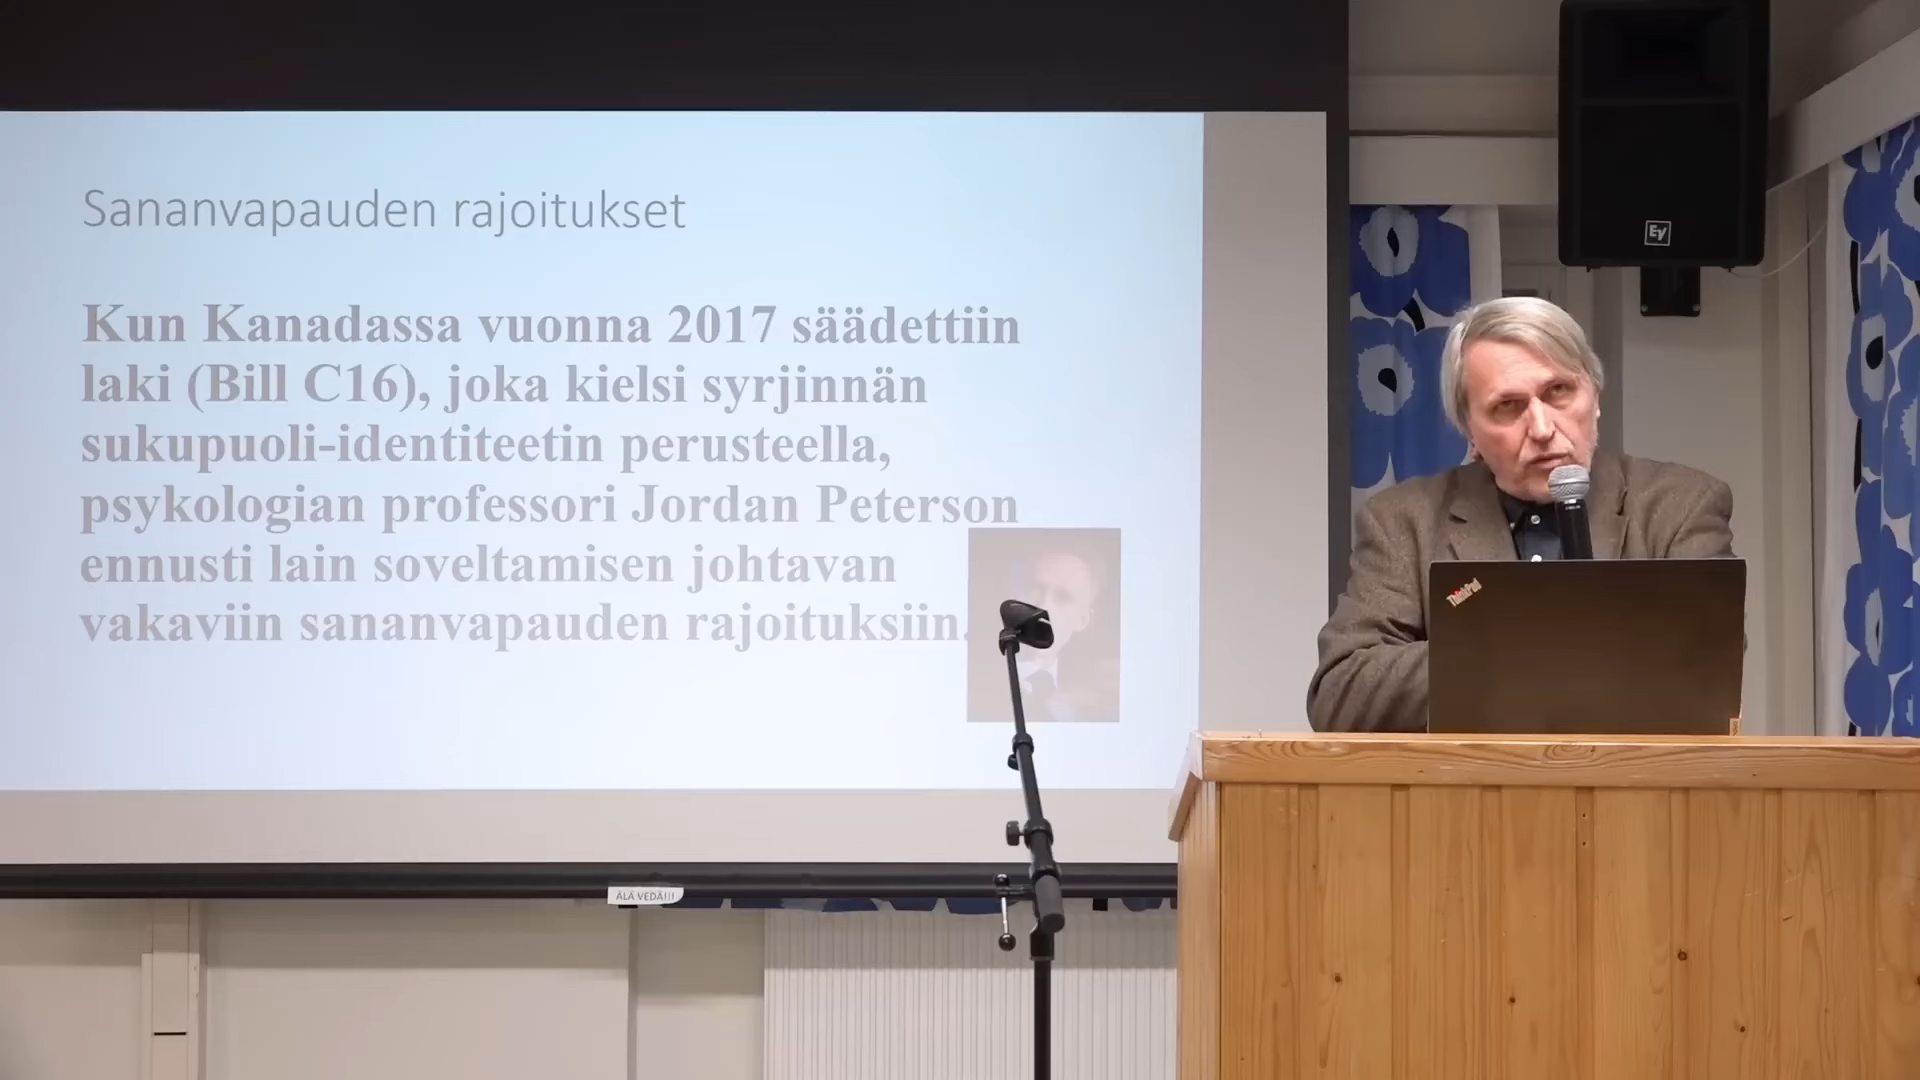 Sananvapauden rajoitukset
Kun Kanadassa vuonna 2017 säädettiin
laki (Bill C16), joka kielsi syrjinnän
sukupuoli-identiteetin perusteella,
psykologian professori Jordan Peterson
ennusti lain soveltamisen johtavan
vakaviin sananvapauden rajoituksiin.
EV
ThinkPad
ÄLÄ VEDÄ!!!